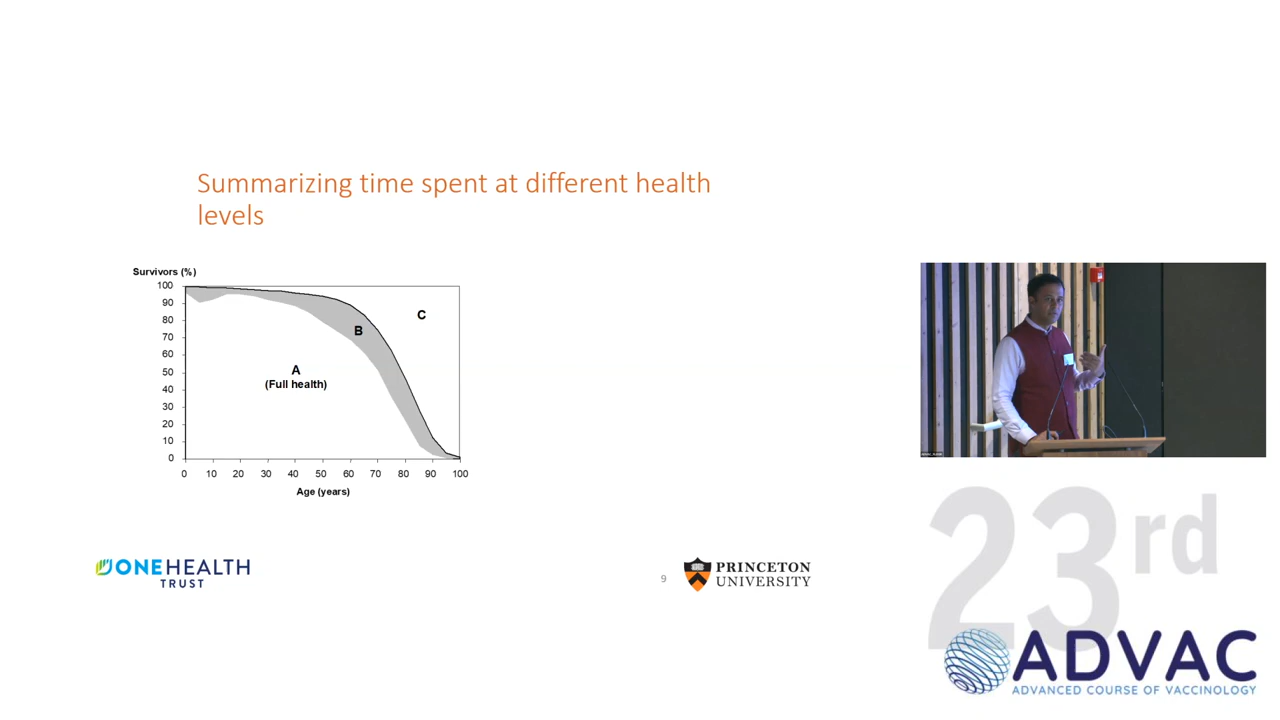 Summarizing time spent at different health
levels
Survivors (%)
100
90
80
70
60
50
40
30
20
10
0
C
B
A
(Full health)
0 10 20 30 40 50 60 70 80 90 100
Age (years)
ONEHEALTH
TRUST
9
PRINCETON
UNIVERSITY
23rd
ADVAC
ADVANCED COURSE OF VACCINOLOGY